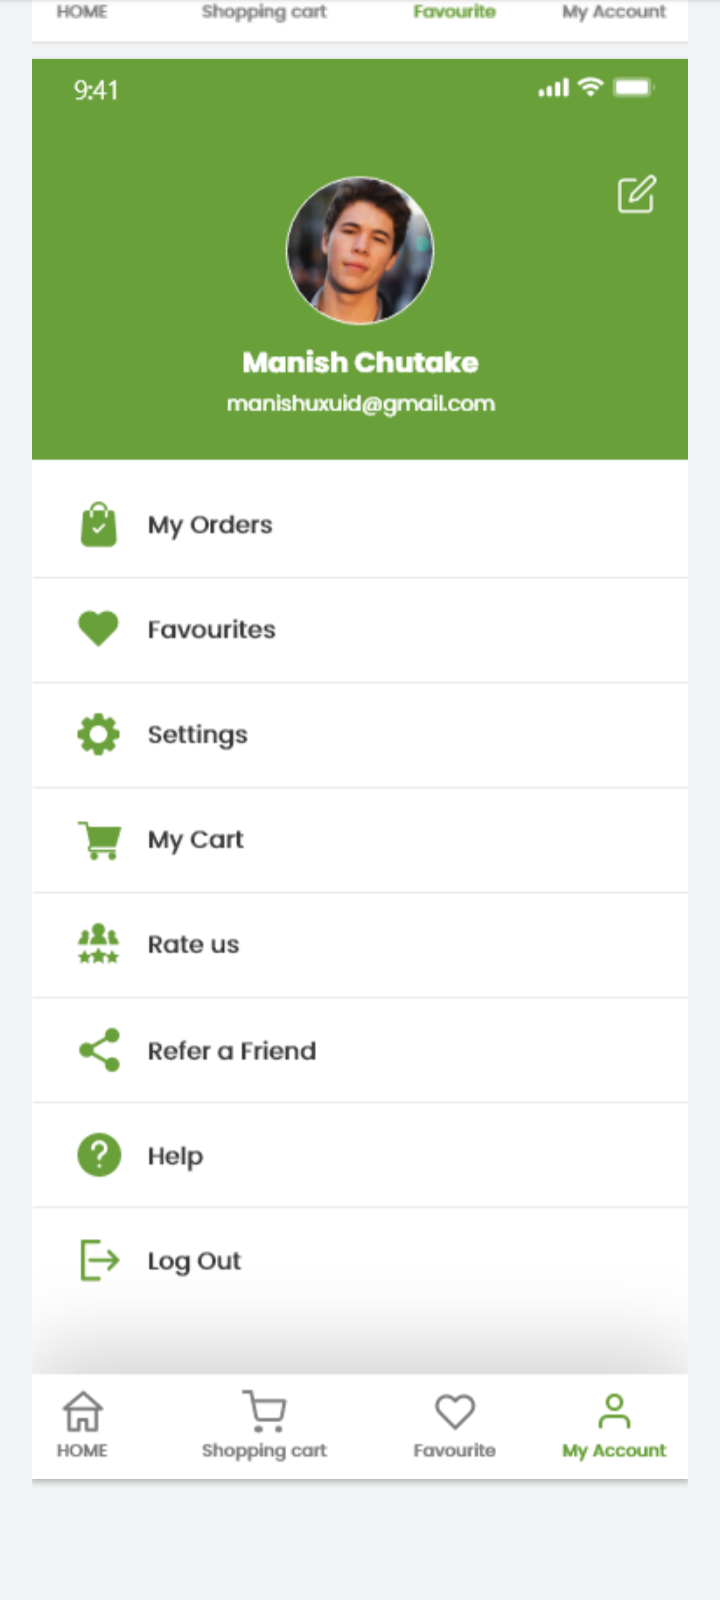 HOME Shopping cart Favourite My Account
9:41
Manish Chutake
manishuxuid@gmail.com
My Orders
Favourites
Settings
My Cart
Rate us
Refer a Friend
Help
Log Out
HOME Shopping cart Favourite My Account